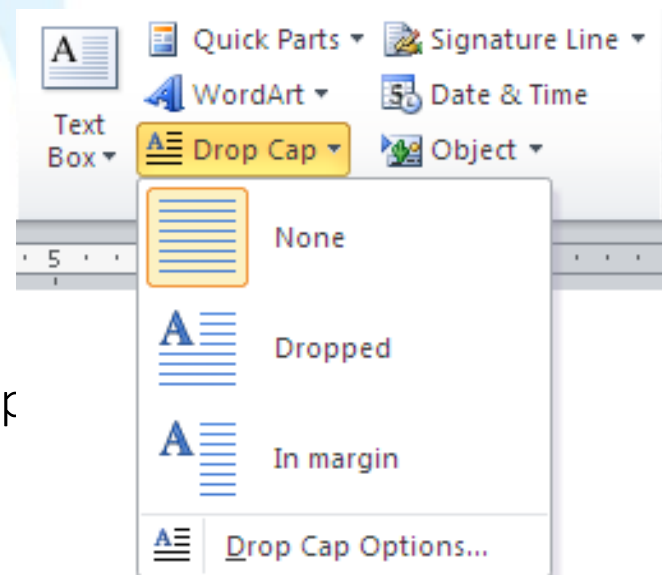 Quick Parts Signature Line
WordArt Date & Time
Text
Box
Drop Cap Object
5
None
Dropped
p
In margin
Drop Cap Options...